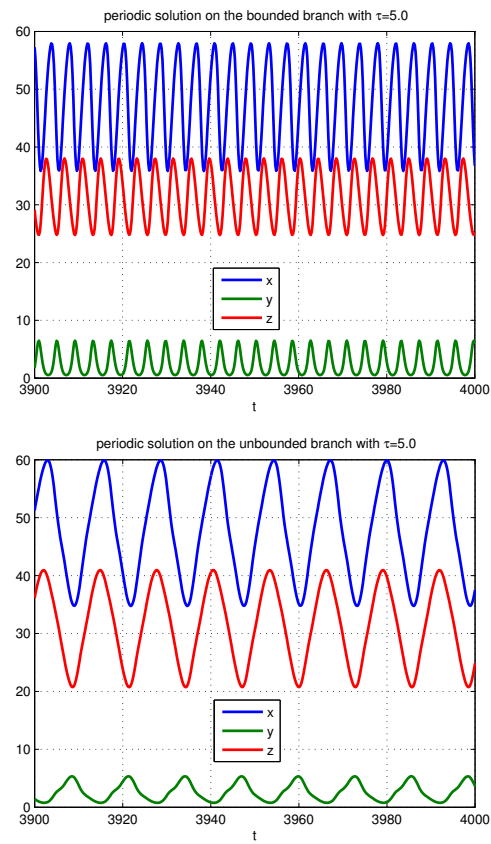 periodic solution on the bounded branch with τ=5.0
60
50
40
30
20
10
0
x
y
z
3900 3920 3940 3960 3980 4000
t
periodic solution on the unbounded branch with τ=5.0
60
50
40
30
20
10
0
x
y
z
3900 3920 3940 3960 3980 4000
t